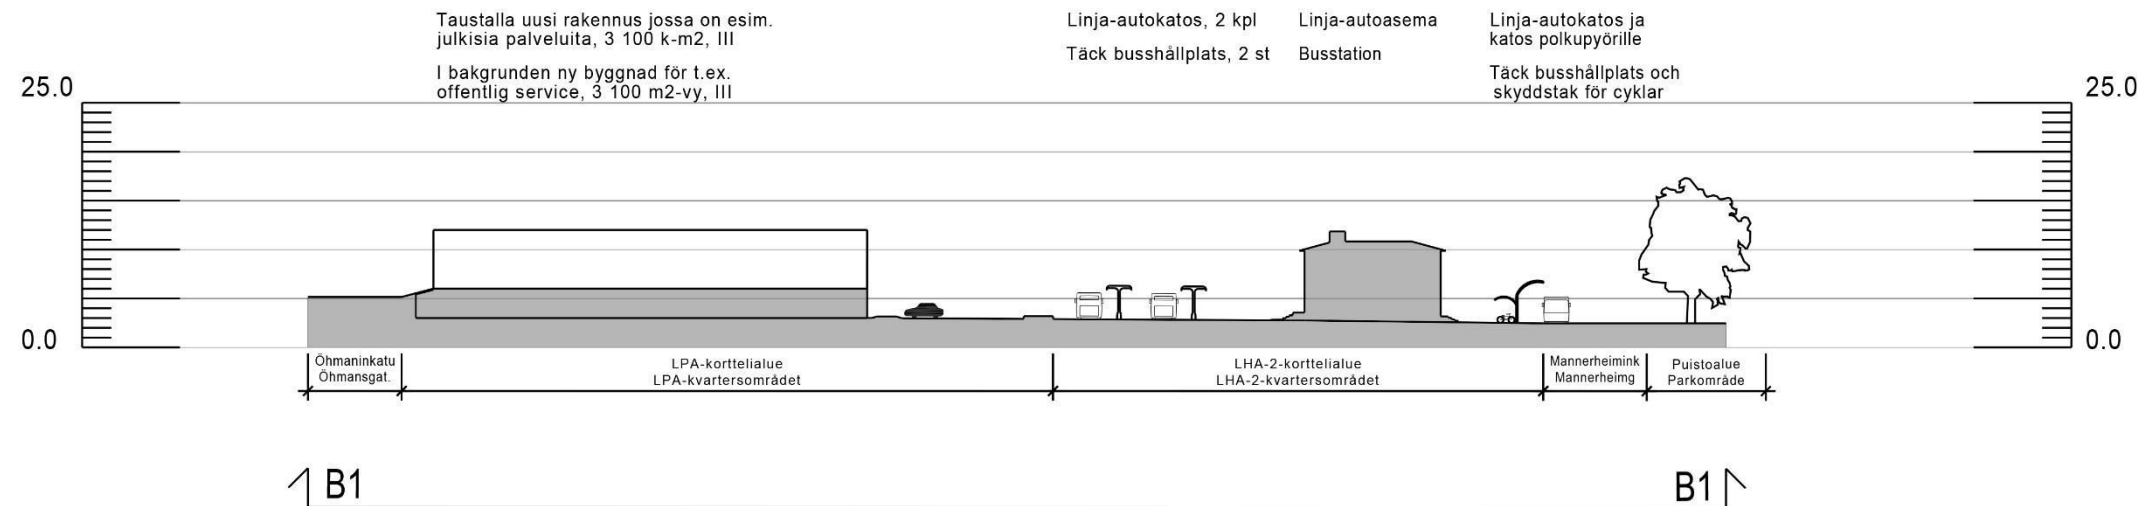 Taustalla uusi rakennus jossa on esim.
julkisia palveluita, 3 100 k-m2, III
I bakgrunden ny byggnad för t.ex.
offentlig service, 3 100 m2-vy, III
Linja-autokatos, 2 kpl
Täck busshållplats, 2 st
Linja-autoasema
Busstation
Linja-autokatos ja
katos polkupyörille
Täck busshållplats och
skyddstak för cyklar
25.0
25.0
0.0
0.0
Öhmaninkatu
Öhmansgat.
LPA-korttelialue
LPA-kvartersområdet
LHA-2-korttelialue
LHA-2-kvartersområdet
Mannerheimink
Mannerheimg
Puistoalue
Parkområde
B1
B1